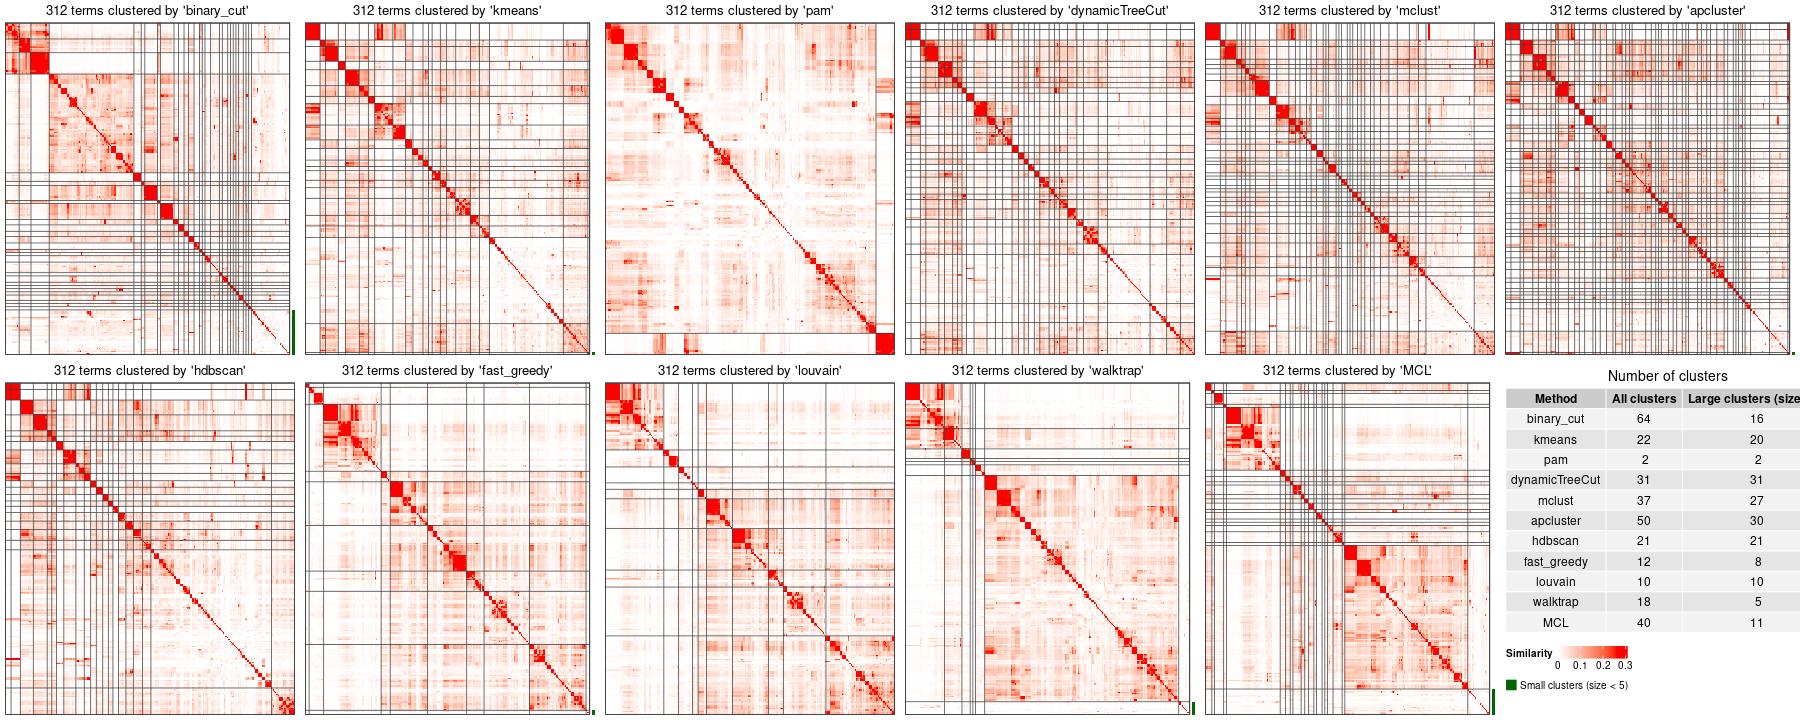 312 terms clustered by 'binary_cut'
312 terms clustered by 'kmeans'
312 terms clustered by 'pam'
312 terms clustered by 'dynamicTreeCut'
312 terms clustered by 'mclust'
312 terms clustered by 'apcluster'
312 terms clustered by 'hdbscan'
312 terms clustered by 'fast_greedy'
312 terms clustered by 'louvain'
312 terms clustered by 'walktrap'
312 terms clustered by 'MCL'
Number of clusters
Method All clusters Large clusters (size
binary_cut 64 16
kmeans 22 20
pam 2 2
dynamicTreeCut 31 31
mclust 37 27
apcluster 50 30
hdbscan 21 21
fast_greedy 12 8
louvain 10 10
walktrap 18 5
MCL 40 11
Similarity
0 0.1 0.2 0.3
Small clusters (size < 5)